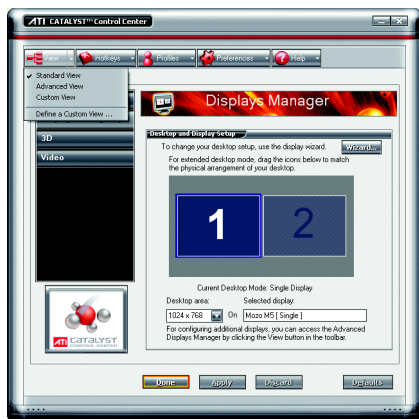 ATI CATALYST™ Control Center
View
Hotkeys
Profiles
Preferences
Help
Standard View
Advanced View
Custom View
Define a Custom View ...
3D
Video
Displays Manager
Desktop and Display Setup
To change your desktop setup, use the display wizard.
Wizard...
For extended desktop mode, drag the icons below to match
the physical arrangement of your desktop.
1
2
Current Desktop Mode: Single Display
Desktop area:
Selected display:
1024 x 768
On
Mozo M5 [ Single ]
For configuring additional displays, you can access the Advanced
Displays Manager by clicking the View button in the toolbar.
ATI CATALYST
CONTROL CENTER
Done
Apply
Discard
Defaults